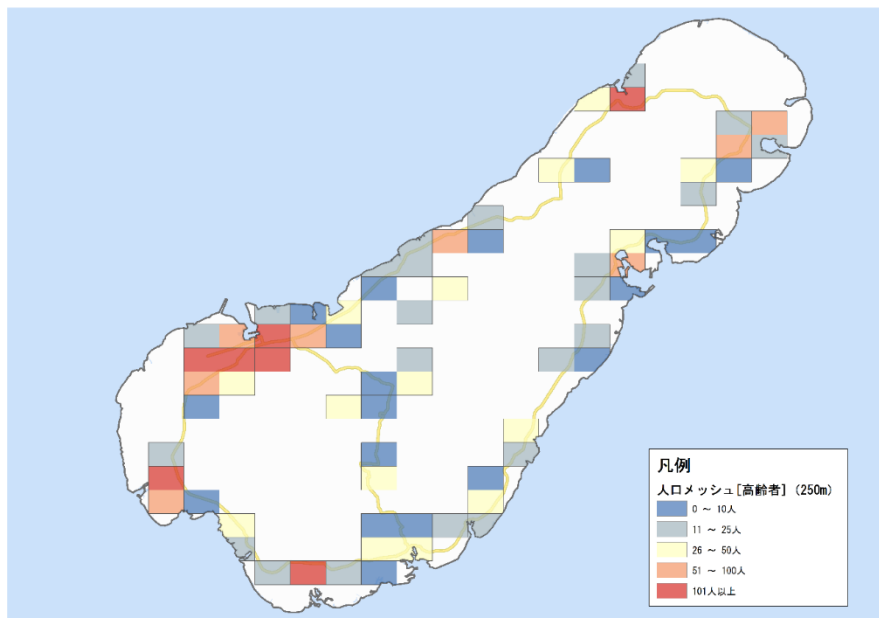 凡例
人口メッシュ[高齢者] (250m)
0 ～ 10人
11 ～ 25人
26 ～ 50人
51 ～ 100人
101人以上